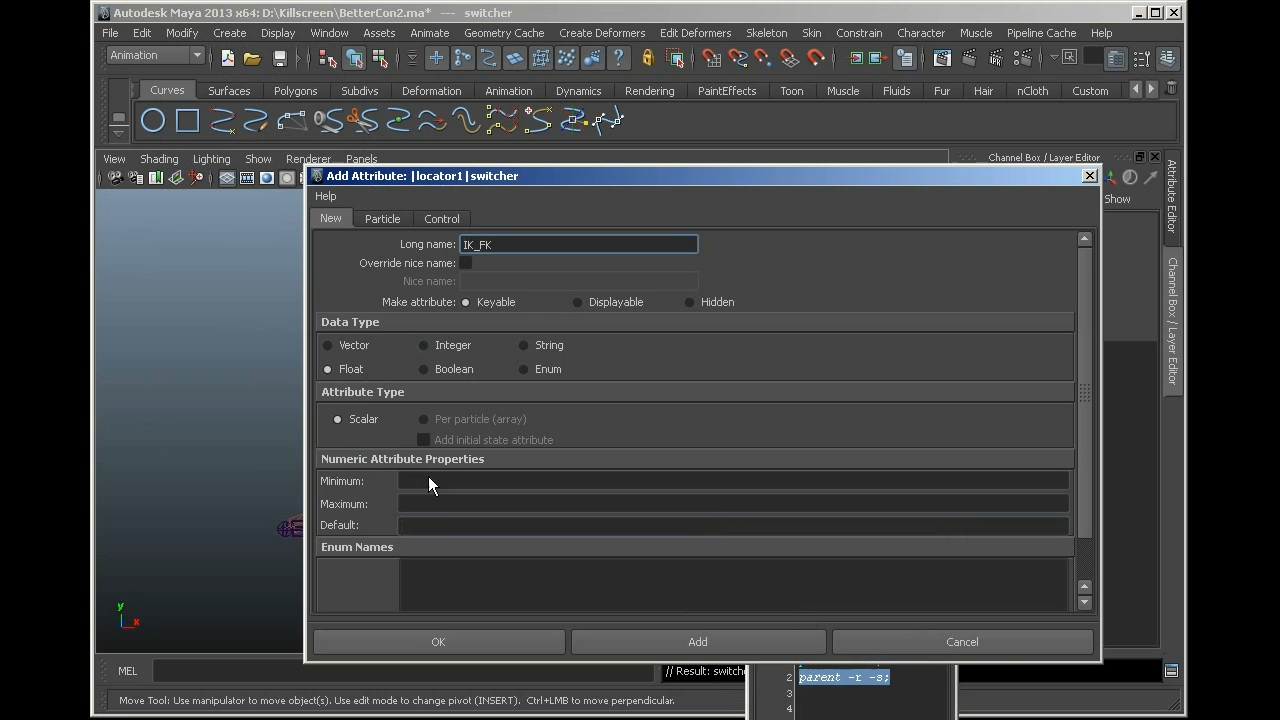 Autodesk Maya 2013 x64: D:\Killscreen\BetterCon2.ma* --- switcher
File Edit Modify Create Display Window Assets Animate Geometry Cache Create Deformers Edit Deformers Skeleton Skin Constrain Character Muscle Pipeline Cache Help
Animation
Curves Surfaces Polygons Subdivs Deformation Animation Dynamics Rendering PaintEffects Toon Muscle Fluids Fur Hair nCloth Custom
View Shading Lighting Show Renderer Panels
Channel Box / Layer Editor
Show
Attribute Editor
Channel Box / Layer Editor
Add Attribute: |locator1|switcher
Help
New Particle Control
Long name: IK_FK
Override nice name:
Nice name:
Make attribute: Keyable Displayable Hidden
Data Type
Vector Integer String
Float Boolean Enum
Attribute Type
Scalar Per particle (array)
Add initial state attribute
Numeric Attribute Properties
Minimum:
Maximum:
Default:
Enum Names
OK Add Cancel
y
x
MEL // Result: switche
2 parent -r -s;
3
4
Move Tool: Use manipulator to move object(s). Use edit mode to change pivot (INSERT). Ctrl+LMB to move perpendicular.